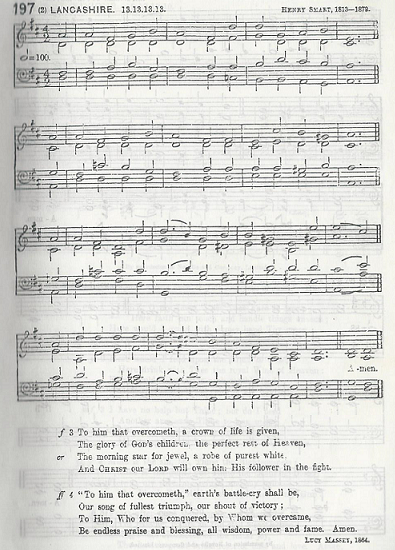 197 (2) LANCASHIRE. 13.13.13.13. HENRY SMART, 1813–1879.
=100.
A -men.
f 3 To him that overcometh, a crown of life is given,
The glory of GOD's children, the perfect rest of Heaven,
or The morning star for jewel, a robe of purest white.
And CHRIST our LORD will own him His follower in the fight.
ff 4 "To him that overcometh," earth's battle-cry shall be,
Our song of fullest triumph, our shout of victory;
To Him, Who for us conquered, by Whom we overcame,
Be endless praise and blessing, all wisdom, power and fame. Amen.
LUCY MASSEY, 1864.